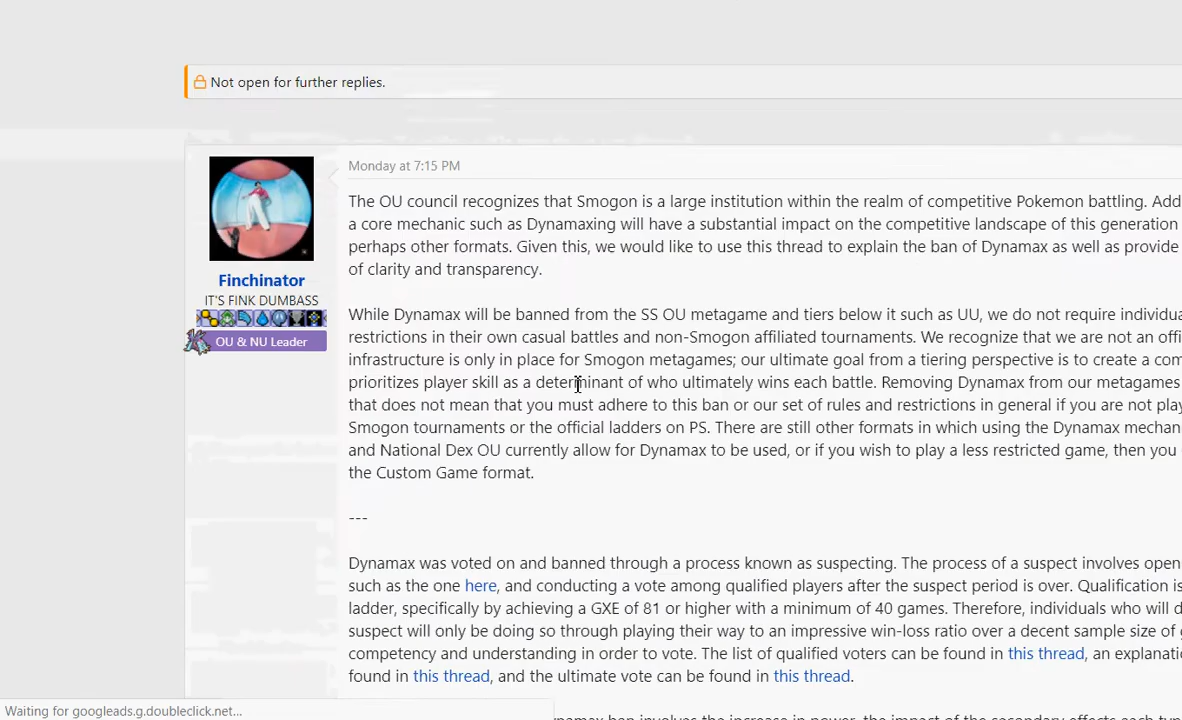 Not open for further replies.
Monday at 7:15 PM
The OU council recognizes that Smogon is a large institution within the realm of competitive Pokemon battling. Add
a core mechanic such as Dynamaxing will have a substantial impact on the competitive landscape of this generation
perhaps other formats. Given this, we would like to use this thread to explain the ban of Dynamax as well as provide
of clarity and transparency.
Finchinator
IT'S FINK DUMBASS
OU & NU Leader
While Dynamax will be banned from the SS OU metagame and tiers below it such as UU, we do not require individua
restrictions in their own casual battles and non-Smogon affiliated tournaments. We recognize that we are not an offi
infrastructure is only in place for Smogon metagames; our ultimate goal from a tiering perspective is to create a com
prioritizes player skill as a determinant of who ultimately wins each battle. Removing Dynamax from our metagames
that does not mean that you must adhere to this ban or our set of rules and restrictions in general if you are not play
Smogon tournaments or the official ladders on PS. There are still other formats in which using the Dynamax mechan
and National Dex OU currently allow for Dynamax to be used, or if you wish to play a less restricted game, then you
the Custom Game format.
---
Dynamax was voted on and banned through a process known as suspecting. The process of a suspect involves open
such as the one here, and conducting a vote among qualified players after the suspect period is over. Qualification is
ladder, specifically by achieving a GXE of 81 or higher with a minimum of 40 games. Therefore, individuals who will d
suspect will only be doing so through playing their way to an impressive win-loss ratio over a decent sample size of g
competency and understanding in order to vote. The list of qualified voters can be found in this thread, an explanati
found in this thread, and the ultimate vote can be found in this thread.
Waiting for googleads.g.doubleclick.net...
namax ban involves the increase in power, the impact of the secondary effects each typ